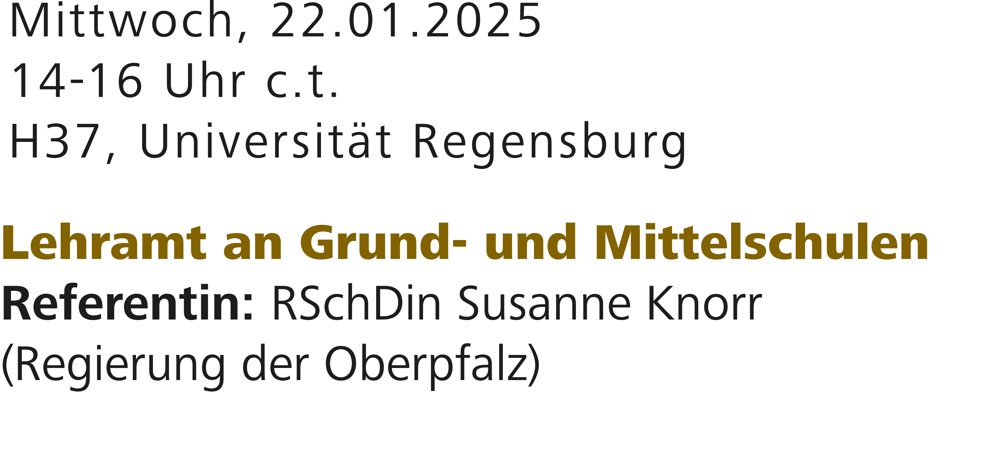 Mittwoch, 22.01.2025
14-16 Uhr c.t.
H37, Universität Regensburg
Lehramt an Grund- und Mittelschulen
Referentin: RSchDin Susanne Knorr
(Regierung der Oberpfalz)